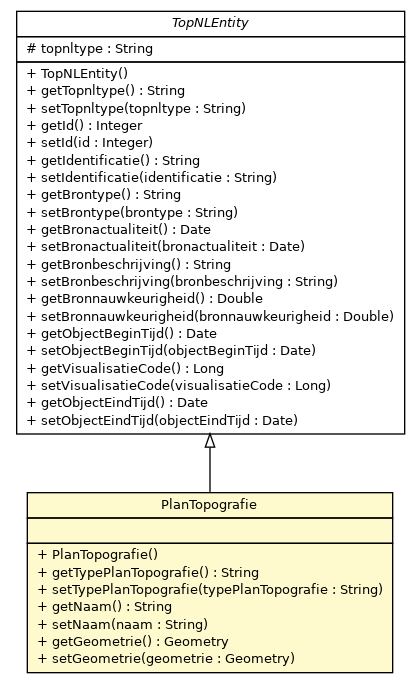 TopNLEntity
# topnltype : String
+ TopNLEntity()
+ getTopnltype() : String
+ setTopnltype(topnltype : String)
+ getId() : Integer
+ setId(id : Integer)
+ getIdentificatie() : String
+ setIdentificatie(identificatie : String)
+ getBrontype() : String
+ setBrontype(brontype : String)
+ getBronactualiteit() : Date
+ setBronactualiteit(bronactualiteit : Date)
+ getBronbeschrijving() : String
+ setBronbeschrijving(bronbeschrijving : String)
+ getBronnauwkeurigheid() : Double
+ setBronnauwkeurigheid(bronnauwkeurigheid : Double)
+ getObjectBeginTijd() : Date
+ setObjectBeginTijd(objectBeginTijd : Date)
+ getVisualisatieCode() : Long
+ setVisualisatieCode(visualisatieCode : Long)
+ getObjectEindTijd() : Date
+ setObjectEindTijd(objectEindTijd : Date)
PlanTopografie
+ PlanTopografie()
+ getTypePlanTopografie() : String
+ setTypePlanTopografie(typePlanTopografie : String)
+ getNaam() : String
+ setNaam(naam : String)
+ getGeometrie() : Geometry
+ setGeometrie(geometrie : Geometry)